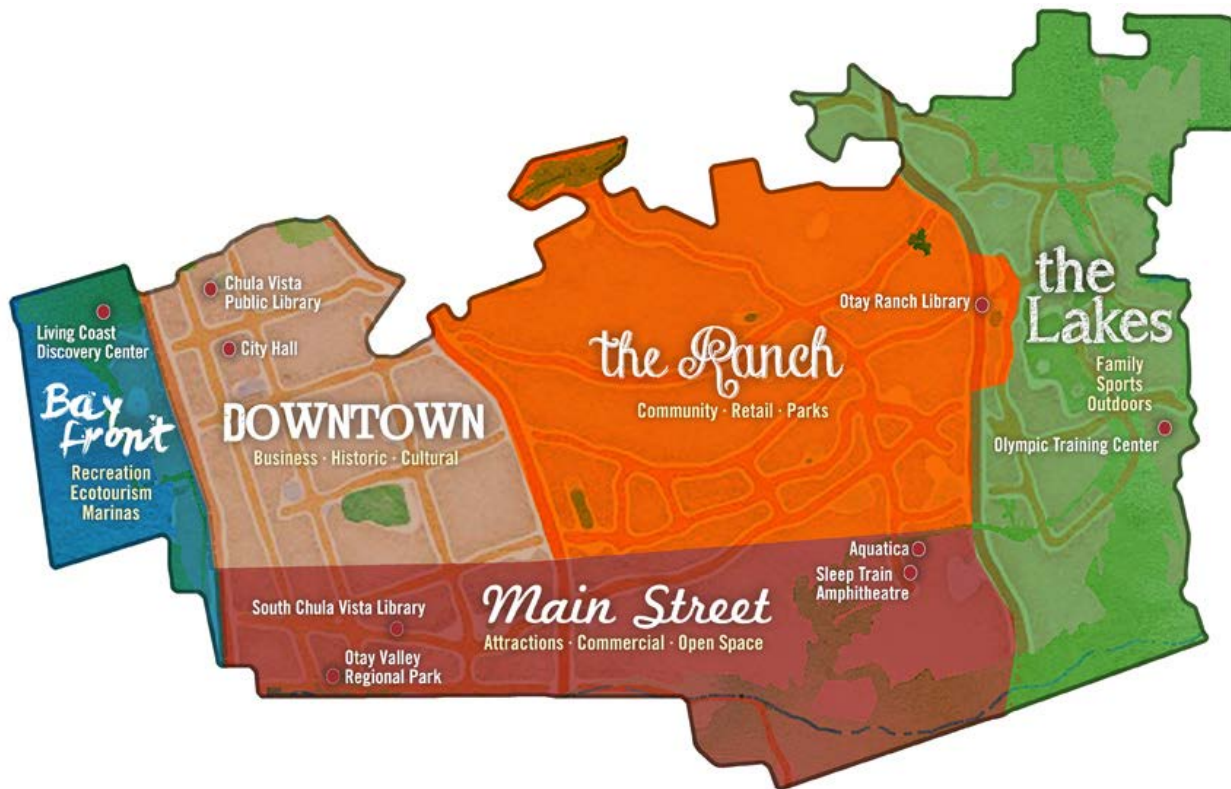 Living Coast
Discovery Center
Bay
Front
Recreation
Ecotourism
Marinas
Chula Vista
Public Library
City Hall
DOWNTOWN
Business · Historic · Cultural
the Ranch
Community · Retail · Parks
Otay Ranch Library
the
Lakes
Family
Sports
Outdoors
Olympic Training Center
Aquatica
Sleep Train
Amphitheatre
Main Street
Attractions · Commercial · Open Space
South Chula Vista Library
Otay Valley
Regional Park